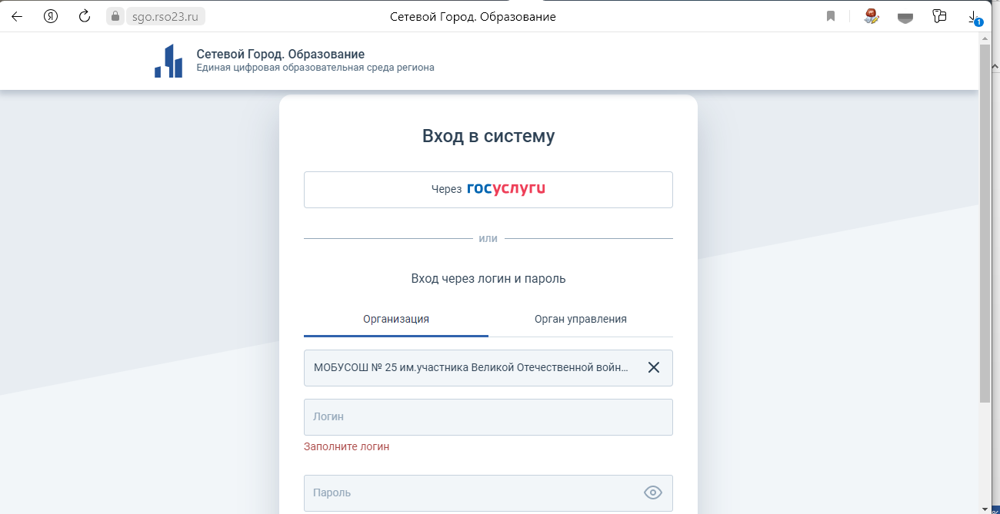 sgo.rso23.ru
Сетевой Город. Образование
1
Сетевой Город. Образование
Единая цифровая образовательная среда региона
Вход в систему
Через госуслуги
или
Вход через логин и пароль
Организация
Орган управления
МОБУСОШ № 25 им.участника Великой Отечественной войн...
Логин
Заполните логин
Пароль